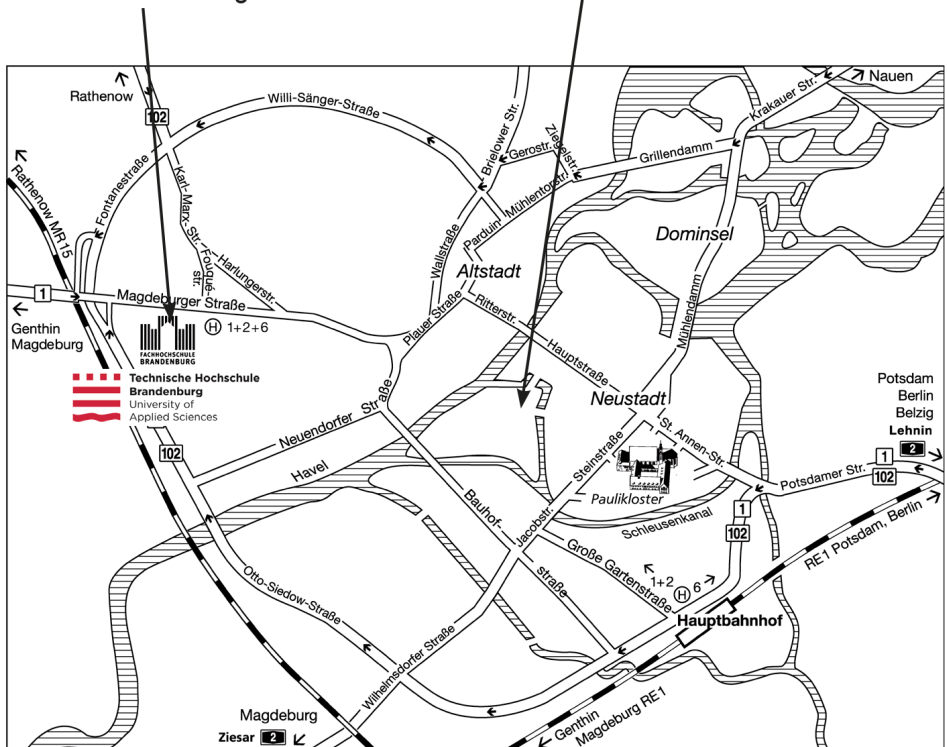 Nauen
Krakauer Str.
Rathenow
102
Willi-Sänger-Straße
Brielower Str.
Ziegelstr.
Gerostr.
Grillendamm
Mühlentorstr.
Parduin
Rathenow MR15
Fontanestraße
Karl-Marx-Str.
Fouqué-
str.
Harlungerstr.
Wallstraße
Altstadt
Dominsel
Mühlendamm
1
Magdeburger Straße
H 1+2+6
Genthin
Magdeburg
FACHHOCHSCHULE
BRANDENBURG
Technische Hochschule
Brandenburg
University of
Applied Sciences
Plauer Straße
Ritterstr.
Hauptstraße
Neustadt
Potsdam
Berlin
Belzig
Lehnin
2
St. Annen-Str.
Neuendorfer Straße
Steinstraße
Paulikloster
Potsdamer Str.
1
102
102
Havel
Bauhof-
straße
Jacobstr.
Schleusenkanal
1
102
RE1 Potsdam, Berlin
Große Gartenstraße
1+2 H 6
Hauptbahnhof
Otto-Siedow-Straße
Wilhelmsdorfer Straße
Magdeburg
Ziesar 2
Genthin
Magdeburg RE1